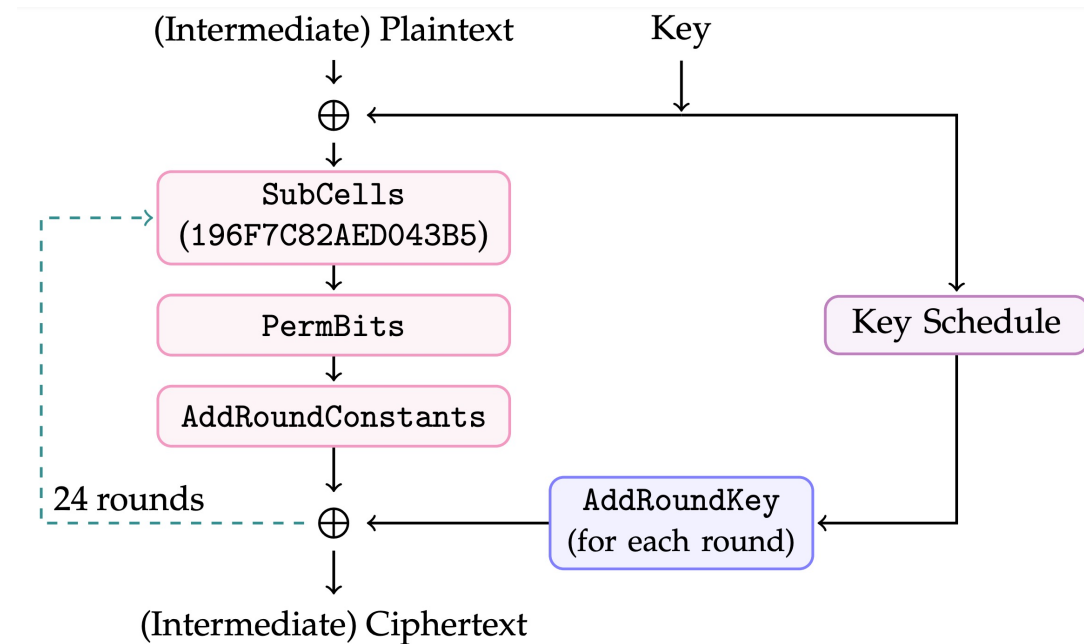 (Intermediate) Plaintext
Key
SubCells
(196F7C82AED043B5)
PermBits
Key Schedule
AddRoundConstants
24 rounds
AddRoundKey
(for each round)
(Intermediate) Ciphertext